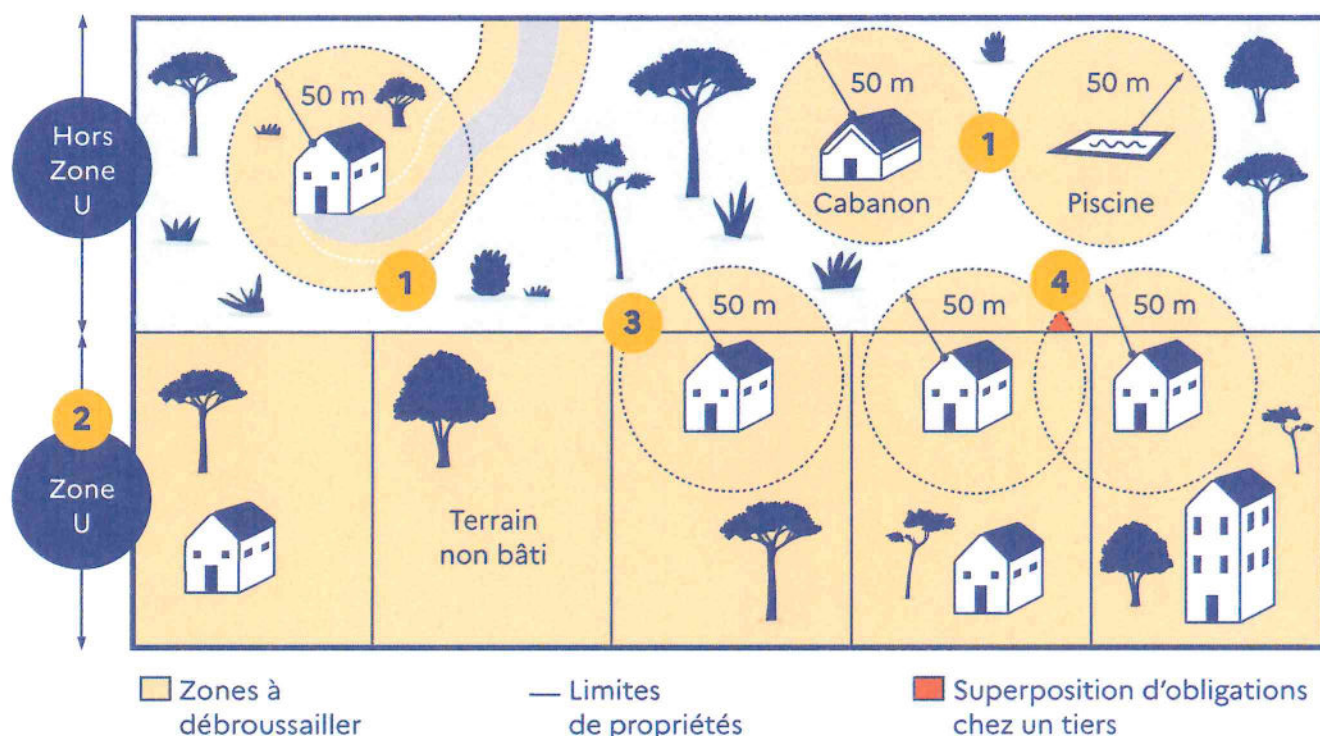 Hors
Zone
U
50 m
1
50 m
Cabanon
1
50 m
Piscine
3
50 m
50 m
4
50 m
2
Zone
U
Terrain
non bâti
Zones à
débroussailler
Limites
de propriétés
Superposition d'obligations
chez un tiers